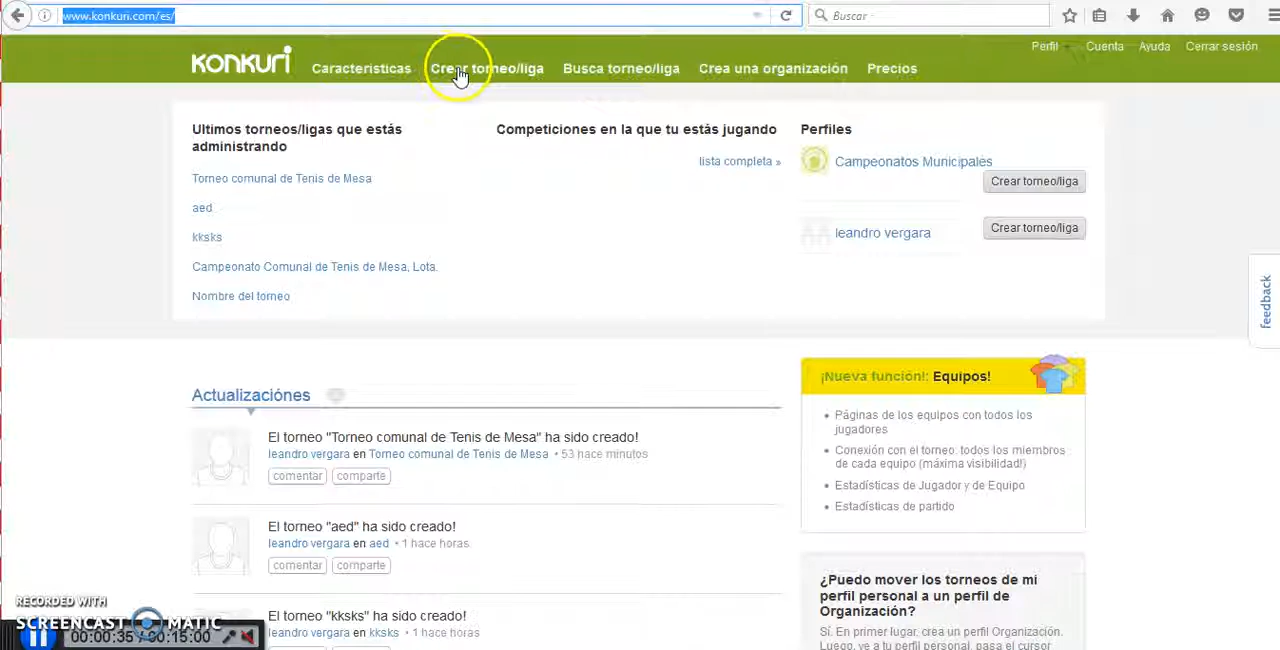 www.konkuri.com/es/
Buscar
Perfil Cuenta Ayuda Cerrar sesión
KONKURI Características Crear torneo/liga Busca torneo/liga Crea una organización Precios
Ultimos torneos/ligas que estás
administrando
Torneo comunal de Tenis de Mesa
aed
kksks
Campeonato Comunal de Tenis de Mesa, Lota.
Nombre del torneo
Competiciones en la que tu estás jugando
lista completa »
Perfiles
Campeonatos Municipales
Crear torneo/liga
leandro vergara
Crear torneo/liga
feedback
Actualizaciónes
El torneo "Torneo comunal de Tenis de Mesa" ha sido creado!
leandro vergara en Torneo comunal de Tenis de Mesa • 53 hace minutos
comentar comparte
El torneo "aed" ha sido creado!
leandro vergara en aed • 1 hace horas
comentar comparte
El torneo "kksks" ha sido creado!
leandro vergara en kksks • 1 hace horas
¡Nueva función!: Equipos!
• Páginas de los equipos con todos los
jugadores
• Conexión con el torneo: todos los miembros
de cada equipo (máxima visibilidad!)
• Estadísticas de Jugador y de Equipo
• Estadísticas de partido
¿Puedo mover los torneos de mi
perfil personal a un perfil de
Organización?
Sí. En primer lugar, crea un perfil Organización.
Luego, ve a tu perfil personal, pasa el cursor
RECORDED WITH
SCREENCAST MATIC
00:00:35 / 00:15:00